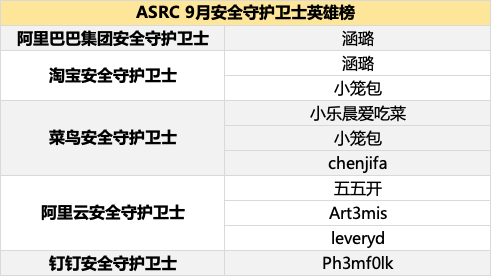 ASRC 9月安全守护卫士英雄榜
阿里巴巴集团安全守护卫士 涵璐
淘宝安全守护卫士
涵璐
小笼包
菜鸟安全守护卫士
小乐晨爱吃菜
小笼包
chenjifa
阿里云安全守护卫士
五五开
Art3mis
leveryd
钉钉安全守护卫士 Ph3mf0lk